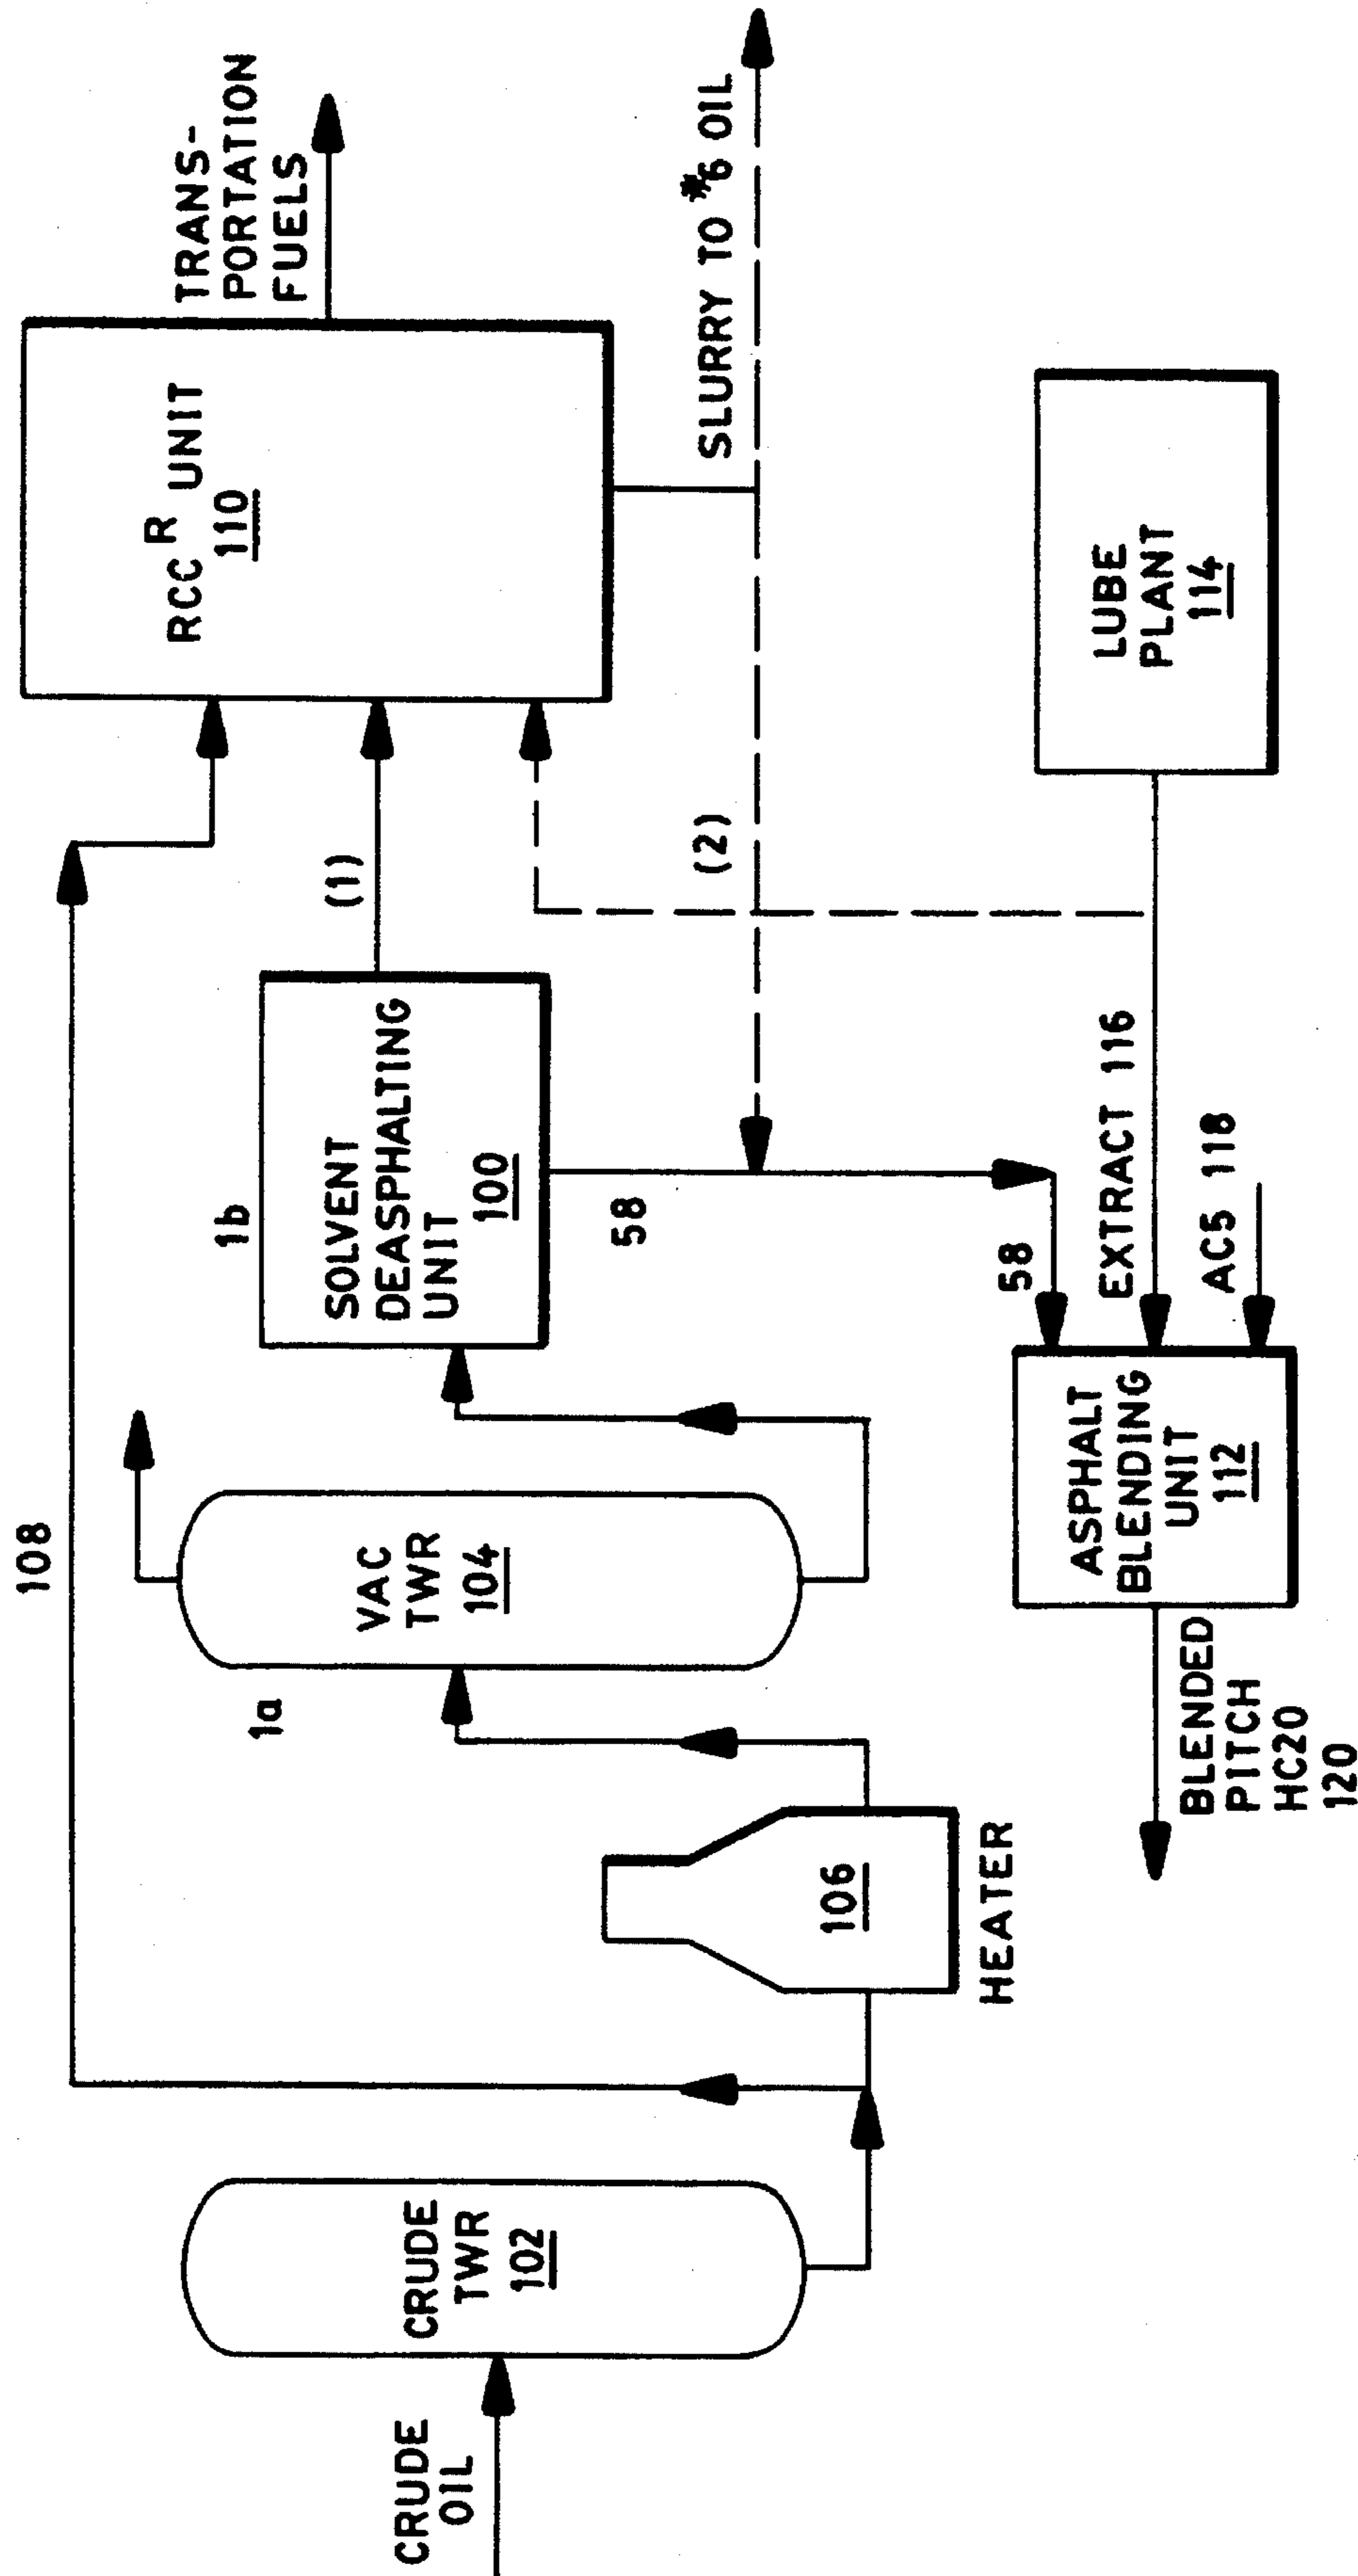 CRUDE
OIL
CRUDE
TWR
102
108
HEATER
106
1a
VAC
TWR
104
1b
SOLVENT
DEASPHALTING
UNIT
100
58
(1)
(2)
RCC R UNIT
110
TRANS-
PORTATION
FUELS
SLURRY TO #6 OIL
LUBE
PLANT
114
58
EXTRACT 116
AC5 118
ASPHALT
BLENDING
UNIT
112
BLENDED
PITCH
HC20
120